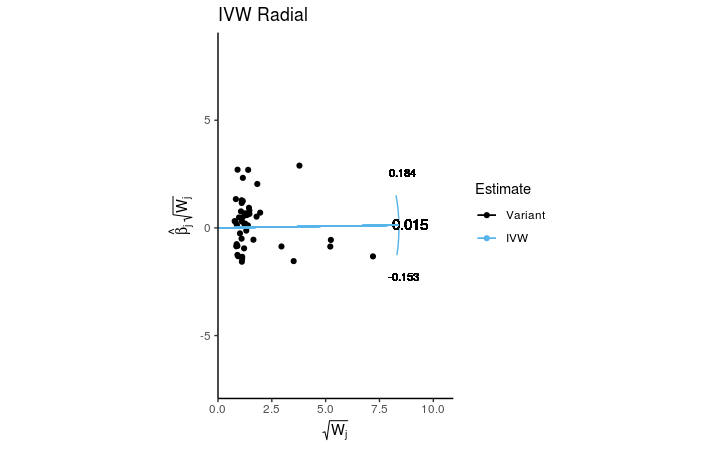 IVW Radial
β̂ⱼ√Wⱼ
5
0
-5
0.184
0.015
-0.153
0.0
2.5
5.0
7.5
10.0
√Wⱼ
Estimate
Variant
IVW